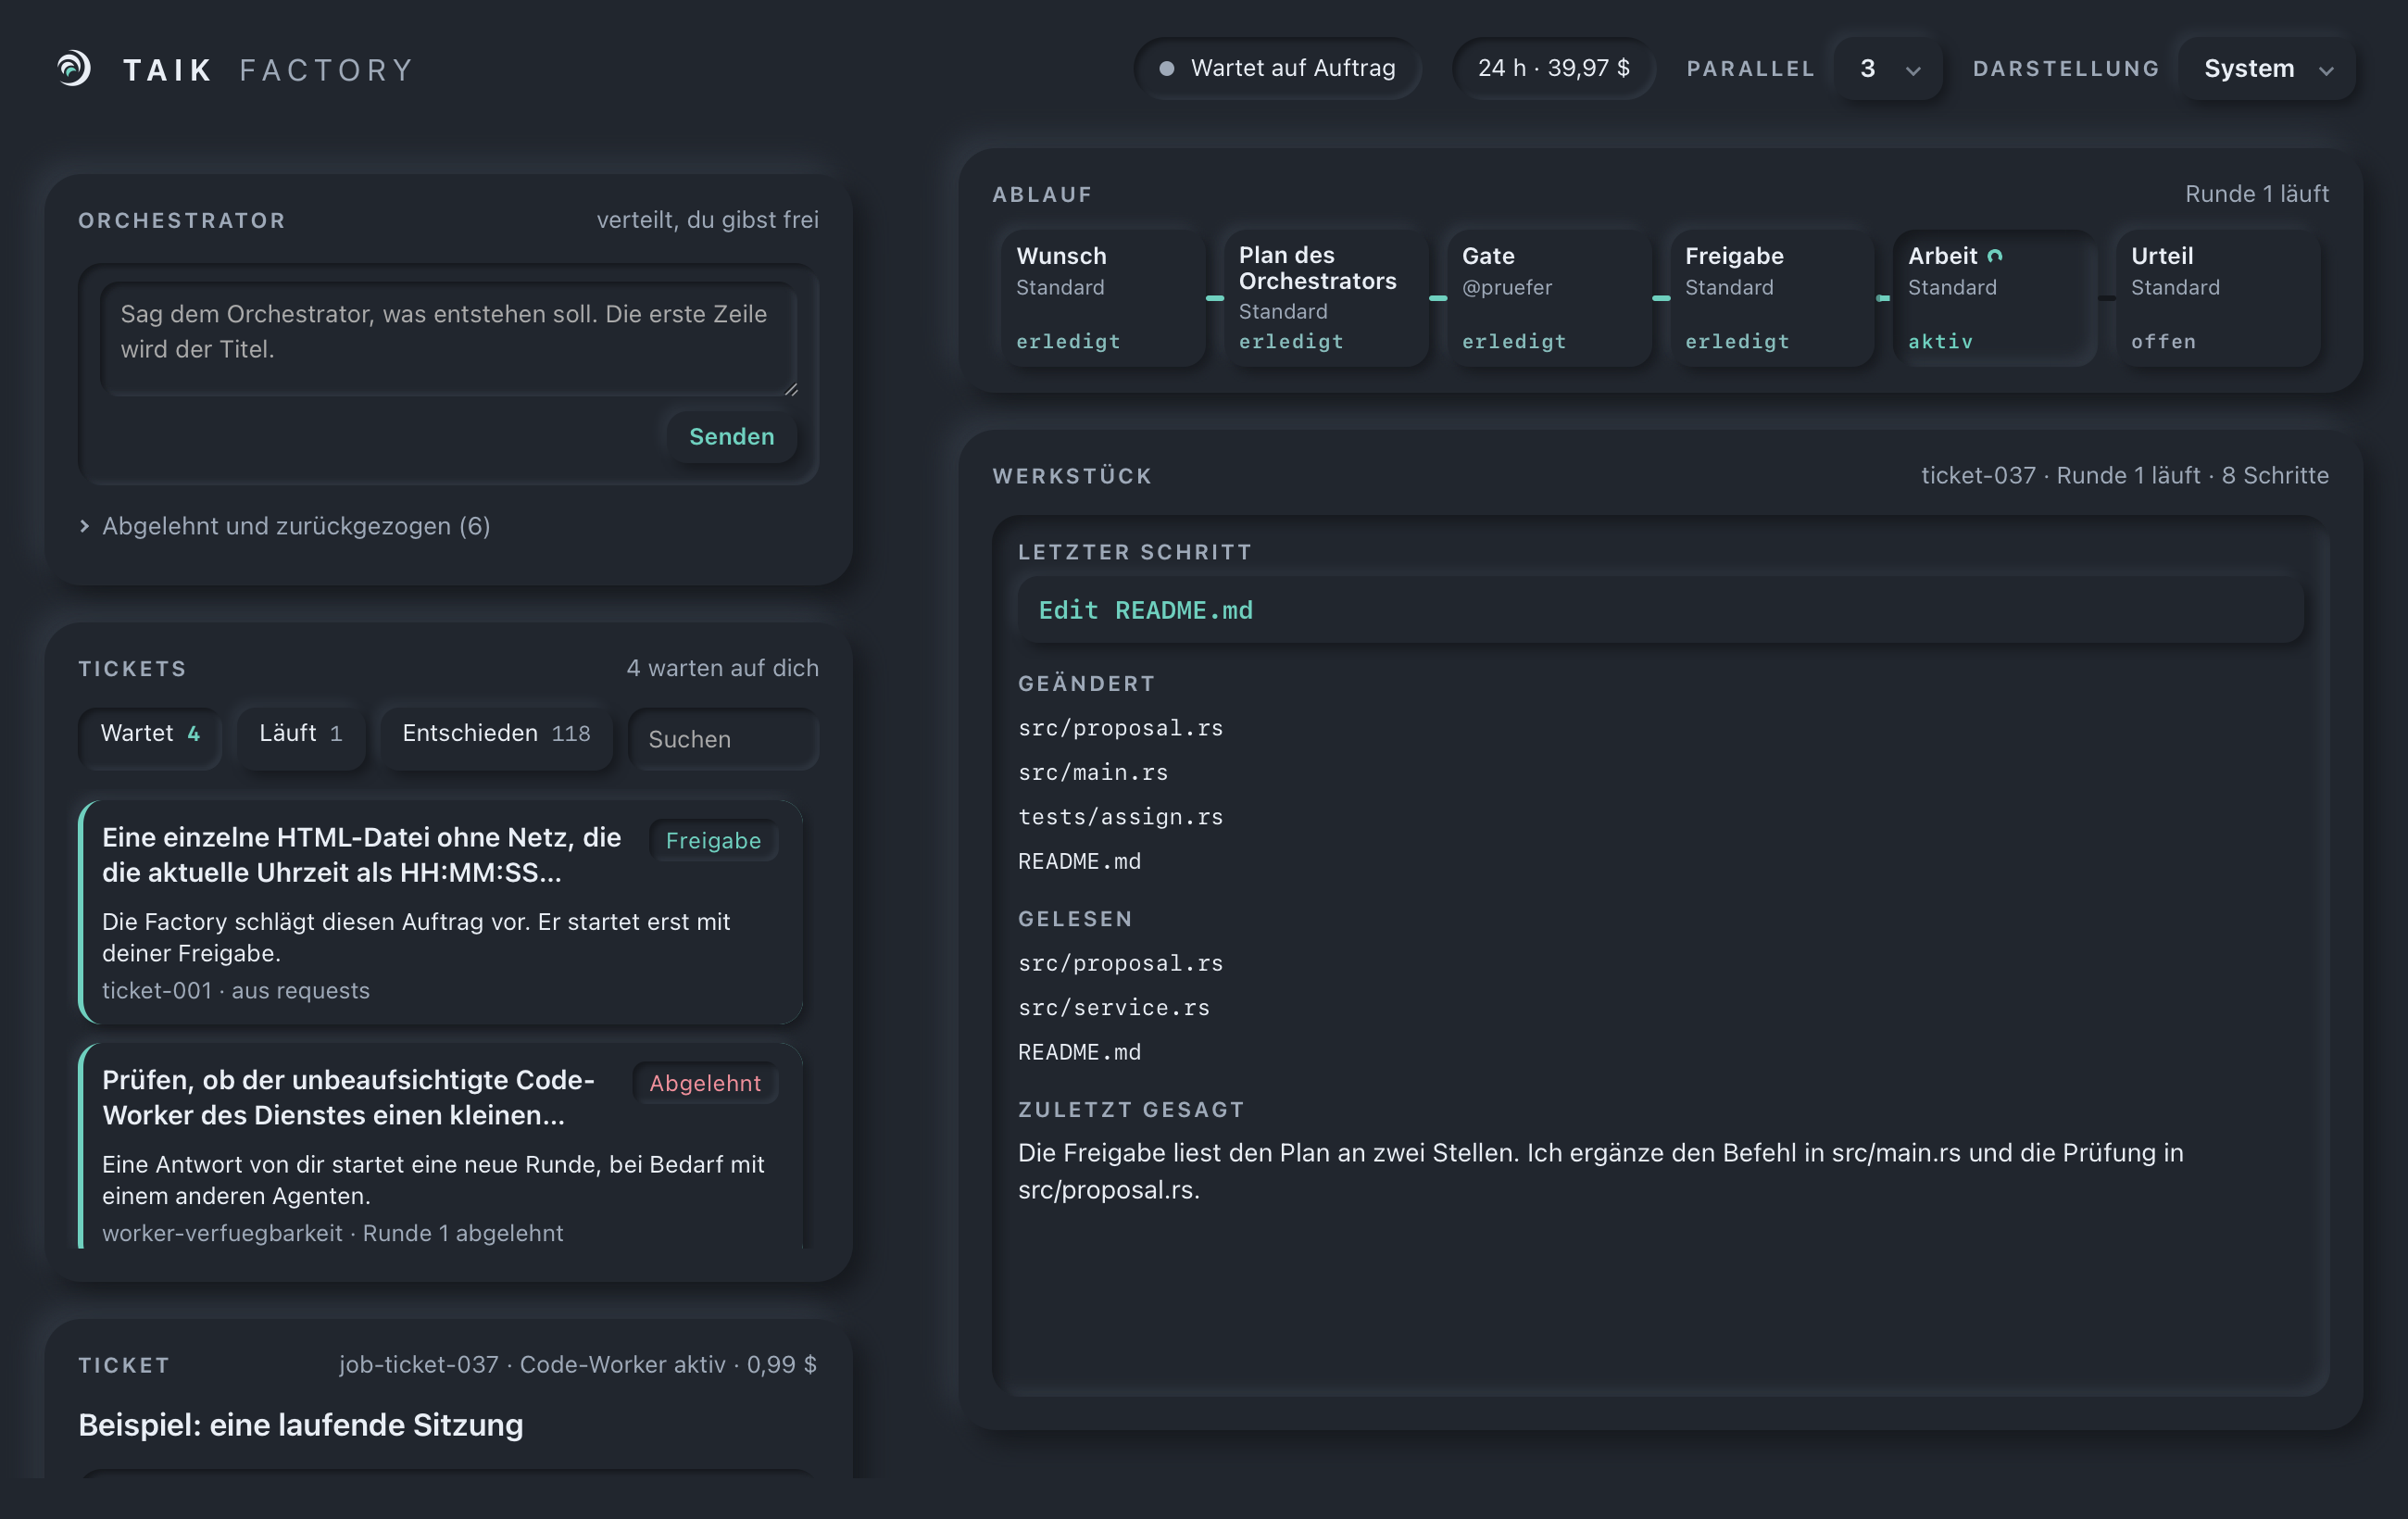 TAIK FACTORY
Wartet auf Auftrag
24 h · 39,97 $
PARALLEL
3
DARSTELLUNG
System
ORCHESTRATOR
verteilt, du gibst frei
Sag dem Orchestrator, was entstehen soll. Die erste Zeile
wird der Titel.
Senden
Abgelehnt und zurückgezogen (6)
TICKETS
4 warten auf dich
Wartet 4
Läuft 1
Entschieden 118
Suchen
Eine einzelne HTML-Datei ohne Netz, die
die aktuelle Uhrzeit als HH:MM:SS...
Freigabe
Die Factory schlägt diesen Auftrag vor. Er startet erst mit
deiner Freigabe.
ticket-001 · aus requests
Prüfen, ob der unbeaufsichtigte Code-
Worker des Dienstes einen kleinen...
Abgelehnt
Eine Antwort von dir startet eine neue Runde, bei Bedarf mit
einem anderen Agenten.
worker-verfuegbarkeit · Runde 1 abgelehnt
TICKET
job-ticket-037 · Code-Worker aktiv · 0,99 $
Beispiel: eine laufende Sitzung
ABLAUF
Runde 1 läuft
Wunsch
Standard
erledigt
Plan des
Orchestrators
Standard
erledigt
Gate
@pruefer
erledigt
Freigabe
Standard
erledigt
Arbeit
Standard
aktiv
Urteil
Standard
offen
WERKSTÜCK
ticket-037 · Runde 1 läuft · 8 Schritte
LETZTER SCHRITT
Edit README.md
GEÄNDERT
src/proposal.rs
src/main.rs
tests/assign.rs
README.md
GELESEN
src/proposal.rs
src/service.rs
README.md
ZULETZT GESAGT
Die Freigabe liest den Plan an zwei Stellen. Ich ergänze den Befehl in src/main.rs und die Prüfung in
src/proposal.rs.